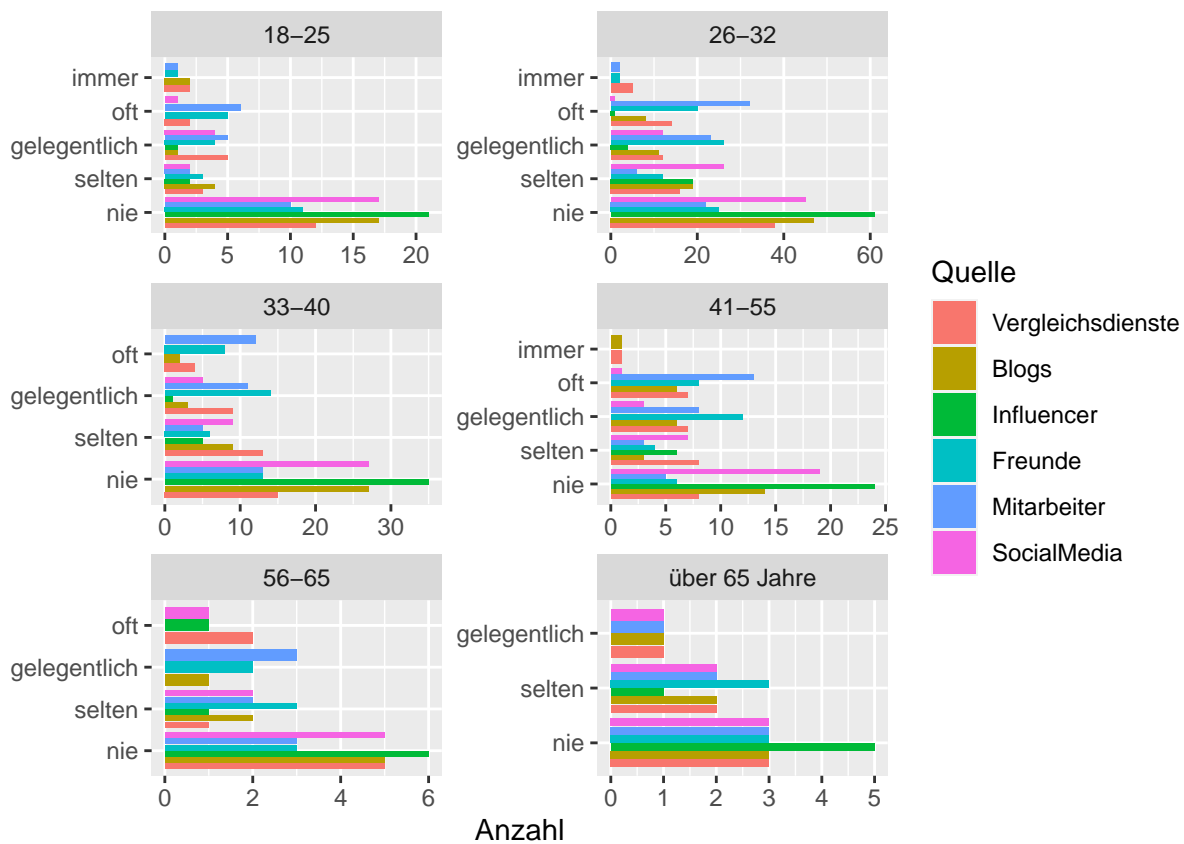 18–25
immer
oft
gelegentlich
selten
nie
0 5 10 15 20
26–32
immer
oft
gelegentlich
selten
nie
0 20 40 60
33–40
oft
gelegentlich
selten
nie
0 10 20 30
41–55
immer
oft
gelegentlich
selten
nie
0 5 10 15 20 25
56–65
oft
gelegentlich
selten
nie
0 2 4 6
über 65 Jahre
gelegentlich
selten
nie
0 1 2 3 4 5
Anzahl
Quelle
Vergleichsdienste
Blogs
Influencer
Freunde
Mitarbeiter
SocialMedia